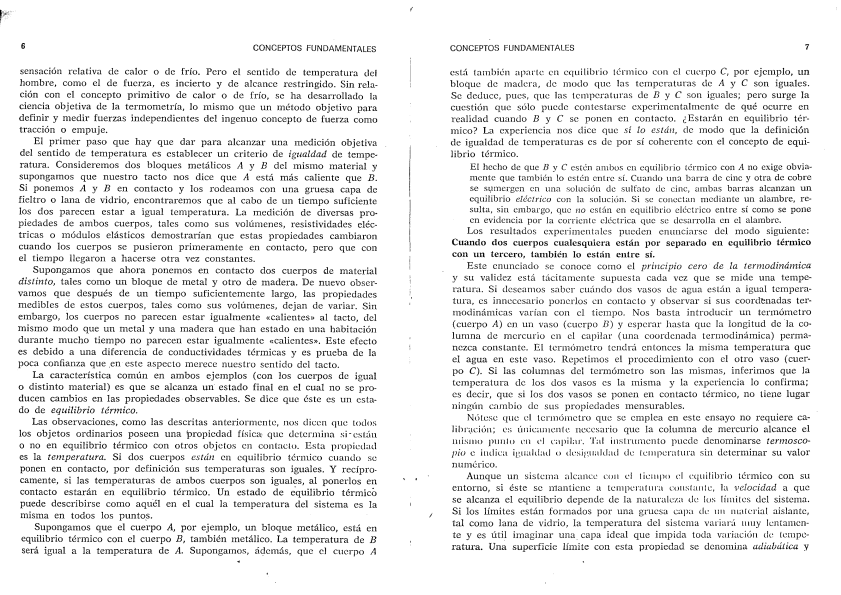 6
CONCEPTOS FUNDAMENTALES
sensación relativa de calor o de frío. Pero el sentido de temperatura del
hombre, como el de fuerza, es incierto y de alcance restringido. Sin rela-
ción con el concepto primitivo de calor o de frío, se ha desarrollado la
ciencia objetiva de la termometría, lo mismo que un método objetivo para
definir y medir fuerzas independientes del ingenuo concepto de fuerza como
tracción o empuje.
El primer paso que hay que dar para alcanzar una medición objetiva
del sentido de temperatura es establecer un criterio de igualdad de tempe-
ratura. Consideremos dos bloques metálicos A y B del mismo material y
supongamos que nuestro tacto nos dice que A está más caliente que B.
Si ponemos A y B en contacto y los rodeamos con una gruesa capa de
fieltro o lana de vidrio, encontraremos que al cabo de un tiempo suficiente
los dos parecen estar a igual temperatura. La medición de diversas pro-
piedades de ambos cuerpos, tales como sus volúmenes, resistividades eléc-
tricas o módulos elásticos demostrarían que estas propiedades cambiaron
cuando los cuerpos se pusieron primeramente en contacto, pero que con
el tiempo llegaron a hacerse otra vez constantes.
Supongamos que ahora ponemos en contacto dos cuerpos de material
distinto, tales como un bloque de metal y otro de madera. De nuevo obser-
vamos que después de un tiempo suficientemente largo, las propiedades
medibles de estos cuerpos, tales como sus volúmenes, dejan de variar. Sin
embargo, los cuerpos no parecen estar igualmente «calientes» al tacto, del
mismo modo que un metal y una madera que han estado en una habitación
durante mucho tiempo no parecen estar igualmente «calientes». Este efecto
es debido a una diferencia de conductividades térmicas y es prueba de la
poca confianza que en este aspecto merece nuestro sentido del tacto.
La característica común en ambos ejemplos (con los cuerpos de igual
o distinto material) es que se alcanza un estado final en el cual no se pro-
ducen cambios en las propiedades observables. Se dice que éste es un esta-
do de equilibrio térmico.
Las observaciones, como las descritas anteriormente, nos dicen que todos
los objetos ordinarios poseen una propiedad física que determina si están
o no en equilibrio térmico con otros objetos en contacto. Esta propiedad
es la temperatura. Si dos cuerpos están en equilibrio térmico cuando se
ponen en contacto, por definición sus temperaturas son iguales. Y recípro-
camente, si las temperaturas de ambos cuerpos son iguales, al ponerlos en
contacto estarán en equilibrio térmico. Un estado de equilibrio térmico
puede describirse como aquél en el cual la temperatura del sistema es la
misma en todos los puntos.
Supongamos que el cuerpo A, por ejemplo, un bloque metálico, está en
equilibrio térmico con el cuerpo B, también metálico. La temperatura de B
será igual a la temperatura de A. Supongamos, además, que el cuerpo A
CONCEPTOS FUNDAMENTALES
7
está también aparte en equilibrio térmico con el cuerpo C, por ejemplo, un
bloque de madera, de modo que las temperaturas de A y C son iguales.
Se deduce, pues, que las temperaturas de B y C son iguales; pero surge la
cuestión que sólo puede contestarse experimentalmente de qué ocurre en
realidad cuando B y C se ponen en contacto. ¿Estarán en equilibrio tér-
mico? La experiencia nos dice que si lo están, de modo que la definición
de igualdad de temperaturas es de por sí coherente con el concepto de equi-
librio térmico.
El hecho de que B y C estén ambos en equilibrio térmico con A no exige obvia-
mente que también lo estén entre sí. Cuando una barra de cinc y otra de cobre
se sumergen en una solución de sulfato de cinc, ambas barras alcanzan un
equilibrio eléctrico con la solución. Si se conectan mediante un alambre, re-
sulta, sin embargo, que no están en equilibrio eléctrico entre sí como se pone
en evidencia por la corriente eléctrica que se desarrolla en el alambre.
Los resultados experimentales pueden enunciarse del modo siguiente:
Cuando dos cuerpos cualesquiera están por separado en equilibrio térmico
con un tercero, también lo están entre sí.
Este enunciado se conoce como el principio cero de la termodinámica
y su validez está tácitamente supuesta cada vez que se mide una tempe-
ratura. Si deseamos saber cuándo dos vasos de agua están a igual tempera-
tura, es innecesario ponerlos en contacto y observar si sus coordenadas ter-
modinámicas varían con el tiempo. Nos basta introducir un termómetro
(cuerpo A) en un vaso (cuerpo B) y esperar hasta que la longitud de la co-
lumna de mercurio en el capilar (una coordenada termodinámica) perma-
nezca constante. El termómetro tendrá entonces la misma temperatura que
el agua en este vaso. Repetimos el procedimiento con el otro vaso (cuer-
po C). Si las columnas del termómetro son las mismas, inferimos que la
temperatura de los dos vasos es la misma y la experiencia lo confirma;
es decir, que si los dos vasos se ponen en contacto térmico, no tiene lugar
ningún cambio de sus propiedades mensurables.
Nótese que el termómetro que se emplea en este ensayo no requiere ca-
libración; es únicamente necesario que la columna de mercurio alcance el
mismo punto en el capilar. Tal instrumento puede denominarse termosco-
pio e indica igualdad o desigualdad de temperatura sin determinar su valor
numérico.
Aunque un sistema alcance con el tiempo el equilibrio térmico con su
entorno, si éste se mantiene a temperatura constante, la velocidad a que
se alcanza el equilibrio depende de la naturaleza de los límites del sistema.
Si los límites están formados por una gruesa capa de un material aislante,
tal como lana de vidrio, la temperatura del sistema variará muy lentamen-
te y es útil imaginar una capa ideal que impida toda variación de tempe-
ratura. Una superficie límite con esta propiedad se denomina adiabática y